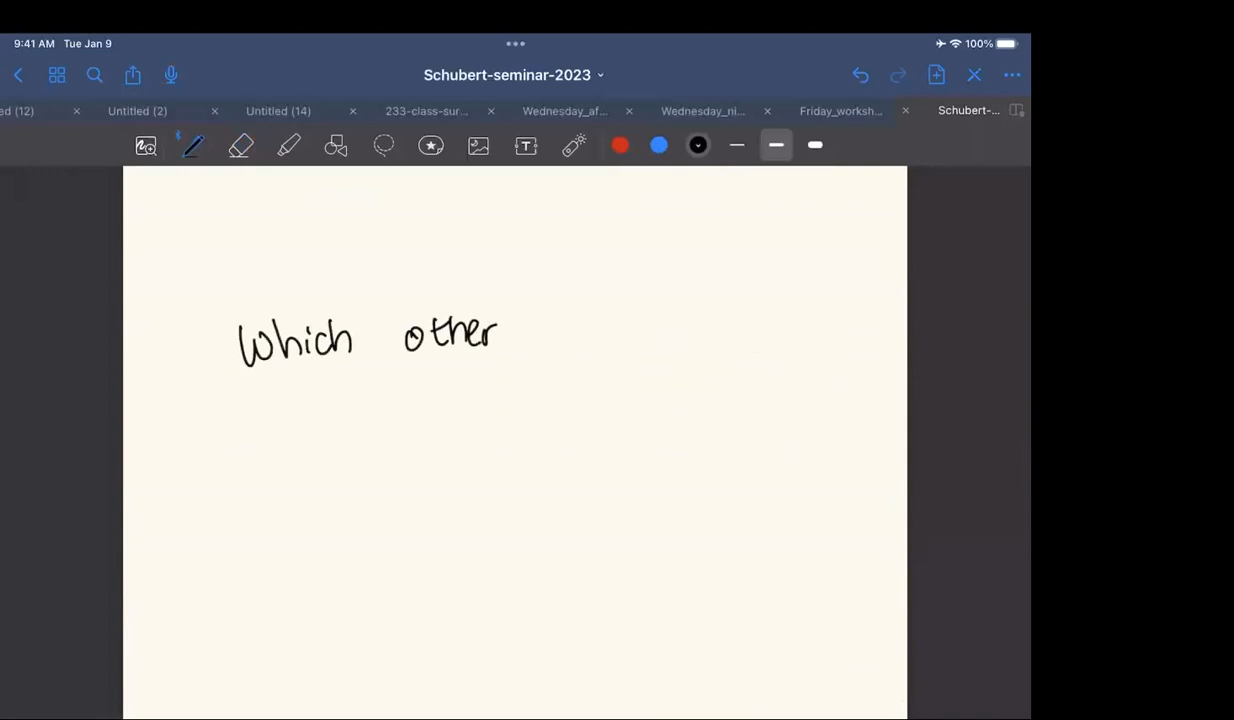 9:41 AM Tue Jan 9 100%
Schubert-seminar-2023
ed (12) Untitled (2) Untitled (14) 233-class-sur... Wednesday_af... Wednesday_ni... Friday_worksh... Schubert-...
T
Which other